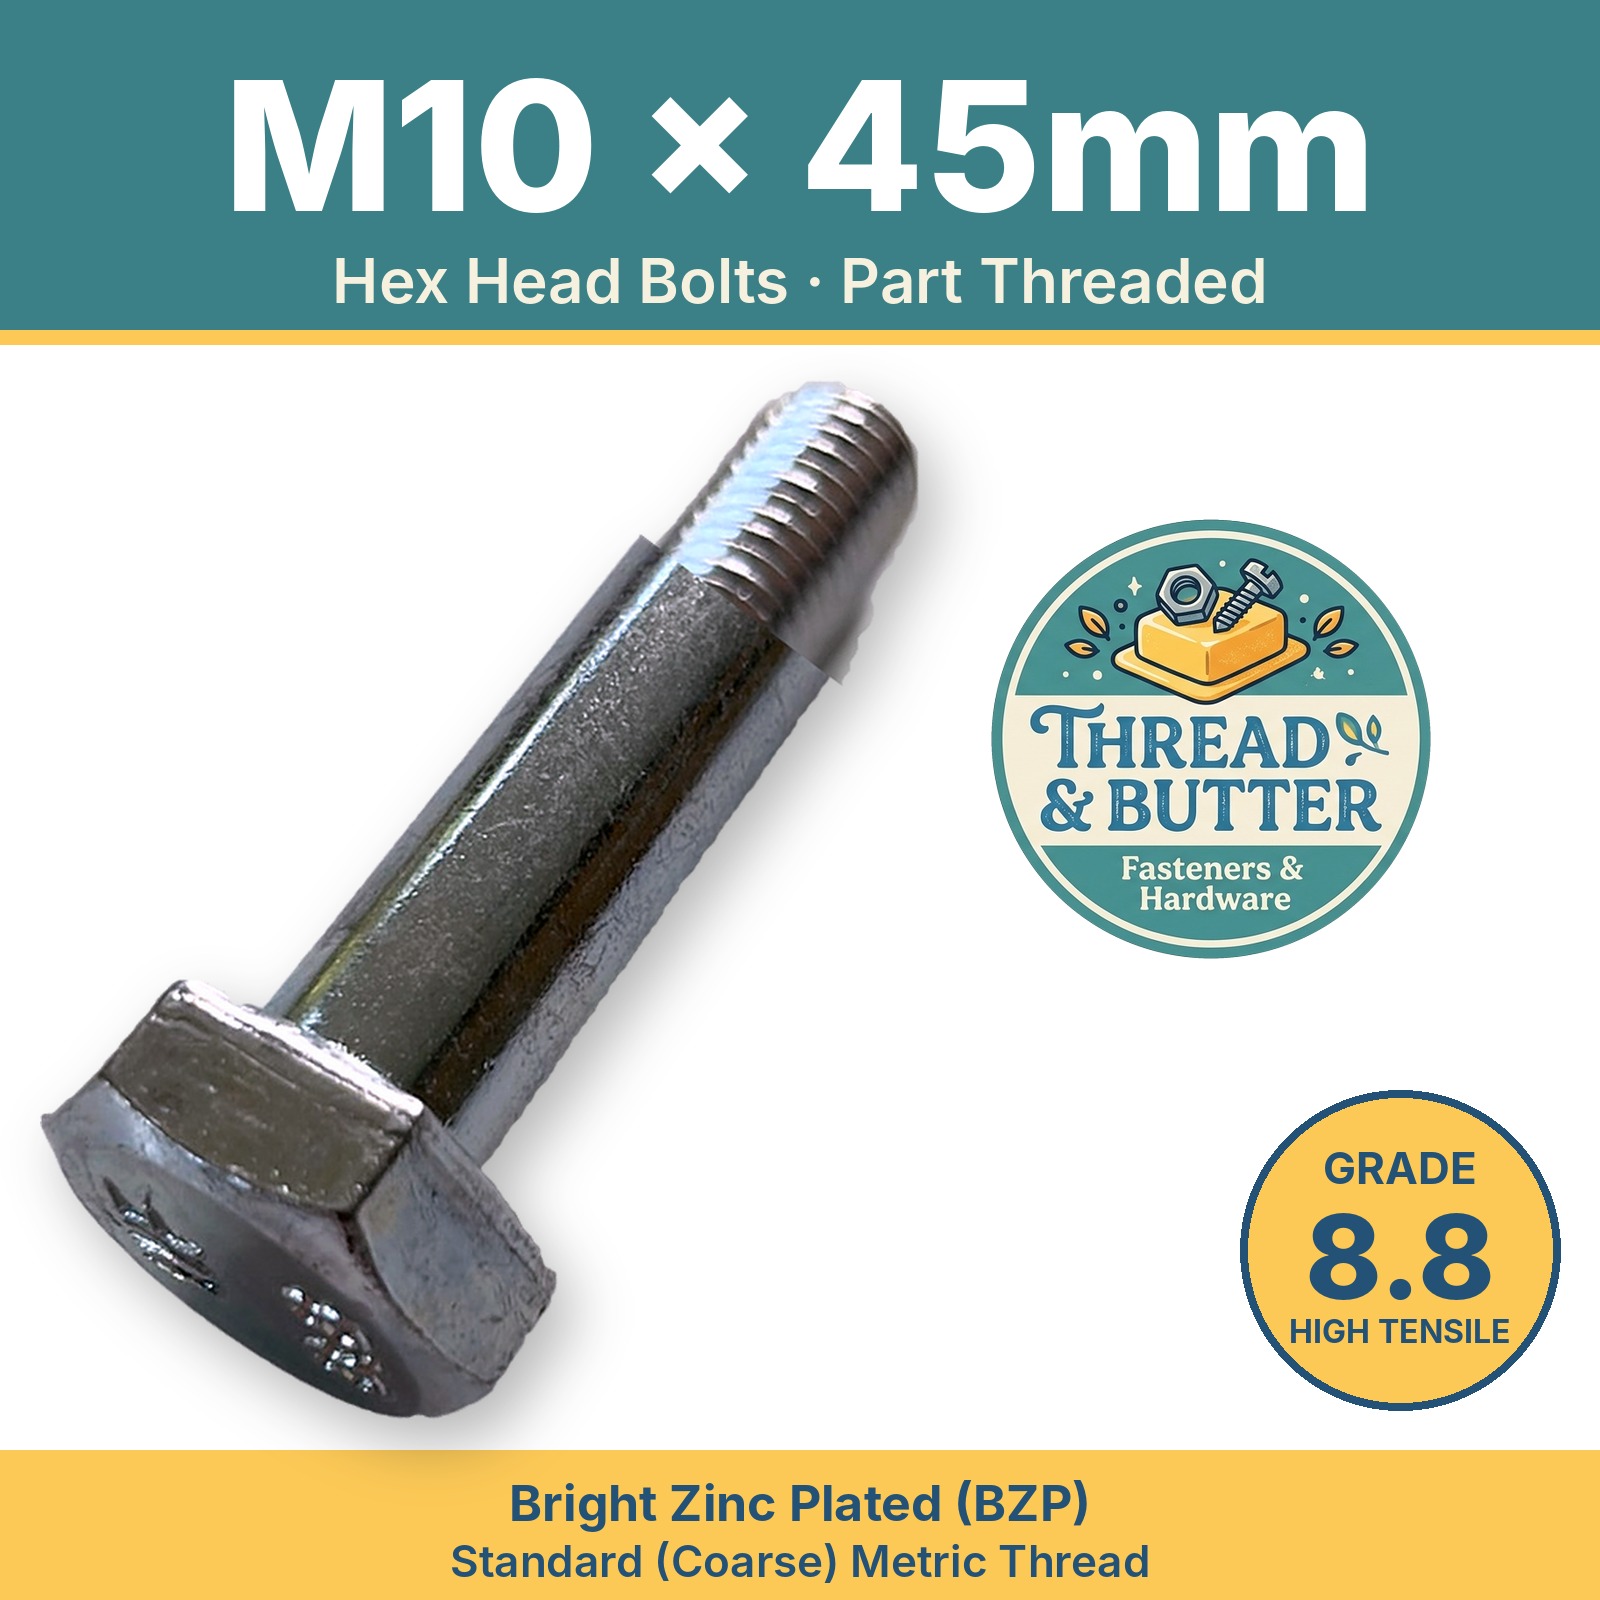 M10 × 45mm
Hex Head Bolts · Part Threaded
THREAD
& BUTTER
Fasteners &
Hardware
GRADE
8.8
HIGH TENSILE
Bright Zinc Plated (BZP)
Standard (Coarse) Metric Thread